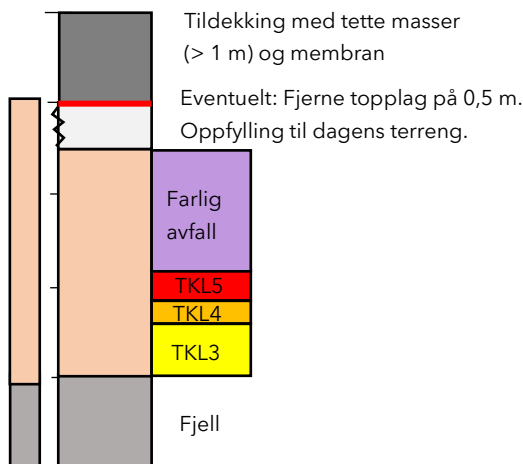 Tildekking med tette masser
(> 1 m) og membran
Eventuelt: Fjerne topplag på 0,5 m.
Oppfylling til dagens terreng.
Farlig
avfall
TKL5
TKL4
TKL3
Fjell